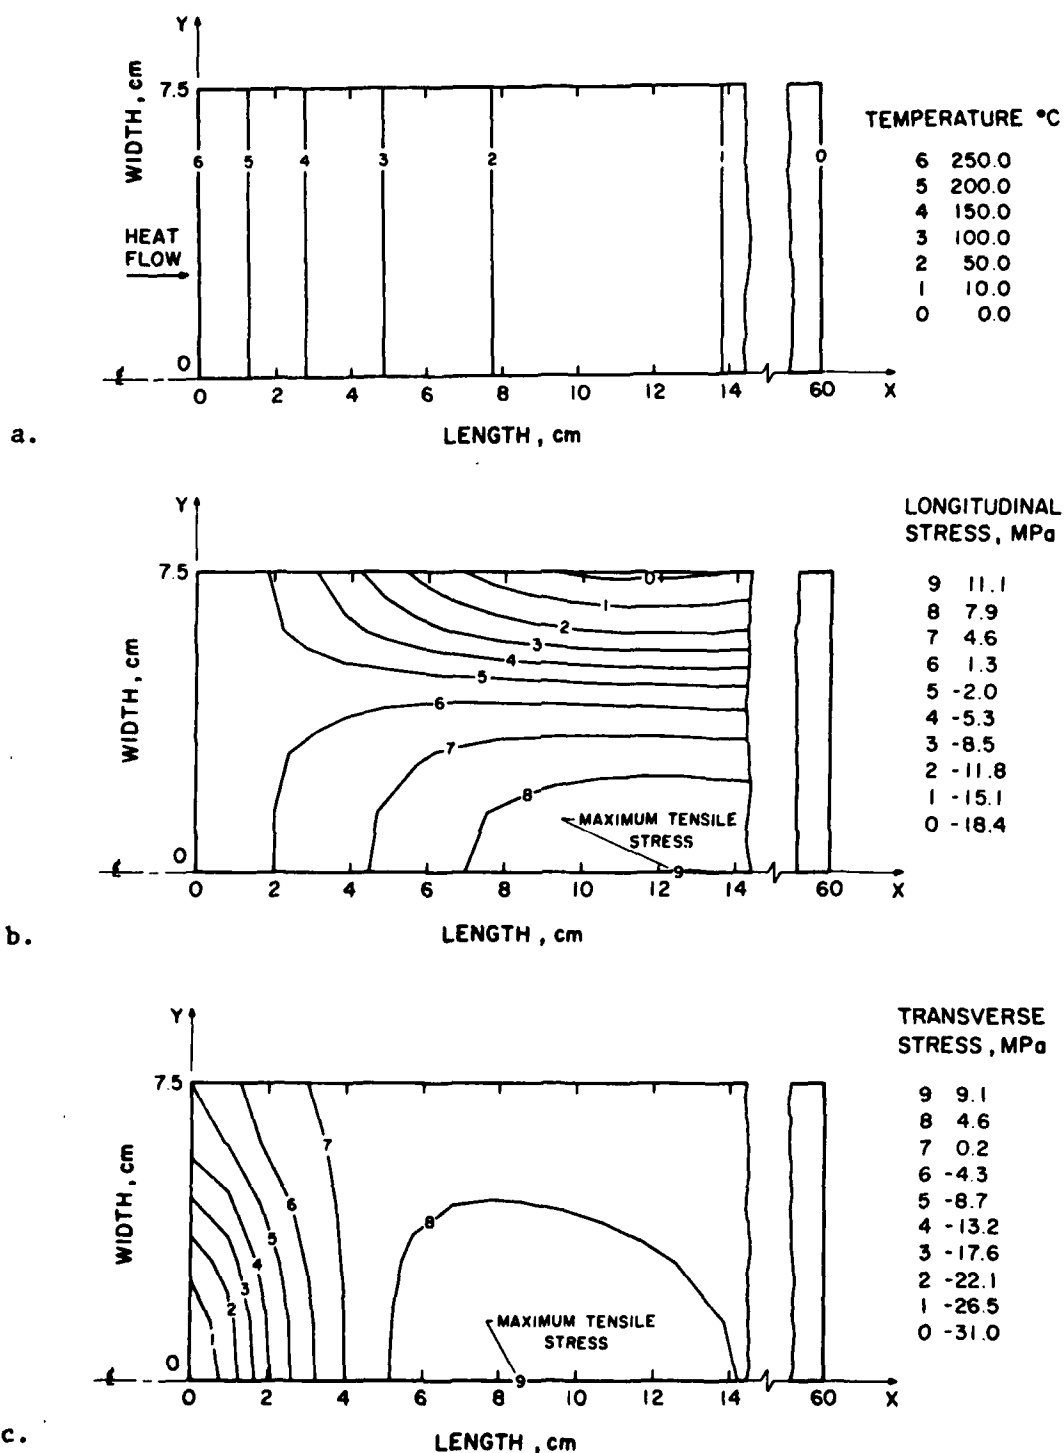 Y
7.5
WIDTH, cm
6 5 4 3 2 1 0
HEAT
FLOW
0
0 2 4 6 8 10 12 14 60 X
LENGTH, cm
TEMPERATURE °C
6 250.0
5 200.0
4 150.0
3 100.0
2 50.0
1 10.0
0 0.0
a.
Y
7.5
WIDTH, cm
0
1
2
3
4
5
6
7
8
MAXIMUM TENSILE
STRESS
9
0
0 2 4 6 8 10 12 14 60 X
LENGTH, cm
LONGITUDINAL
STRESS, MPa
9 11.1
8 7.9
7 4.6
6 1.3
5 -2.0
4 -5.3
3 -8.5
2 -11.8
1 -15.1
0 -18.4
b.
Y
7.5
WIDTH, cm
7
6
8
5
4
3
2
1
MAXIMUM TENSILE
STRESS
9
0
0 2 4 6 8 10 12 14 60 X
LENGTH, cm
TRANSVERSE
STRESS, MPa
9 9.1
8 4.6
7 0.2
6 -4.3
5 -8.7
4 -13.2
3 -17.6
2 -22.1
1 -26.5
0 -31.0
c.